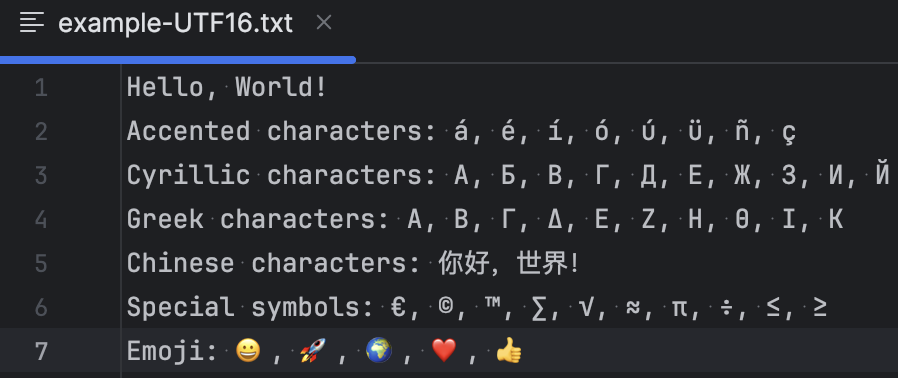 example-UTF16.txt
1 Hello, World!
2 Accented characters: á, é, í, ó, ú, ü, ñ, ç
3 Cyrillic characters: А, Б, В, Г, Д, Е, Ж, З, И, Й
4 Greek characters: Α, Β, Γ, Δ, Ε, Ζ, Η, Θ, Ι, Κ
5 Chinese characters: 你好，世界！
6 Special symbols: €, ©, ™, ∑, √, ≈, π, ÷, ≤, ≥
7 Emoji: 😀, 🚀, 🌍, ❤️, 👍